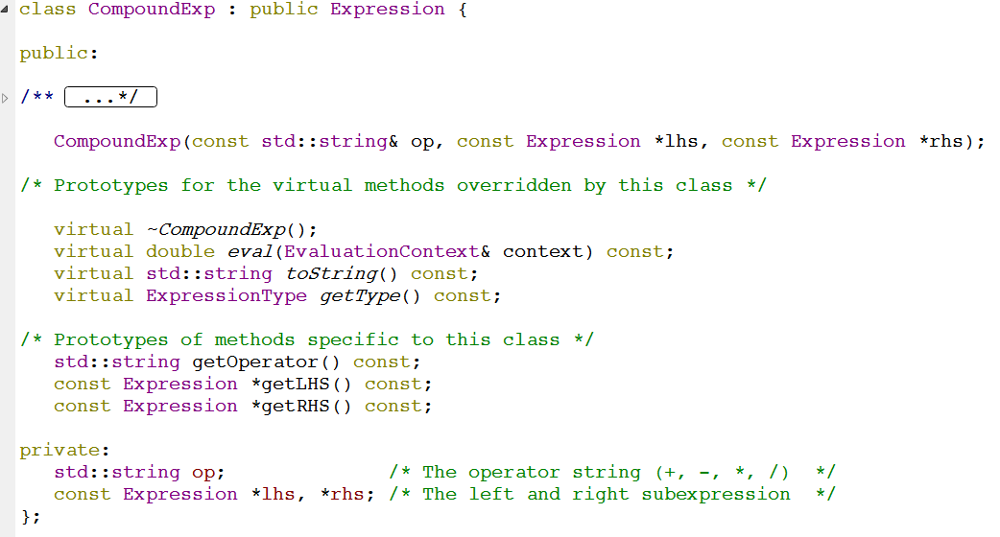 class CompoundExp : public Expression {
public:
/** ...*/
CompoundExp(const std::string& op, const Expression *lhs, const Expression *rhs);
/* Prototypes for the virtual methods overridden by this class */
virtual ~CompoundExp();
virtual double eval(EvaluationContext& context) const;
virtual std::string toString() const;
virtual ExpressionType getType() const;
/* Prototypes of methods specific to this class */
std::string getOperator() const;
const Expression *getLHS() const;
const Expression *getRHS() const;
private:
std::string op; /* The operator string (+, -, *, /) */
const Expression *lhs, *rhs; /* The left and right subexpression */
};